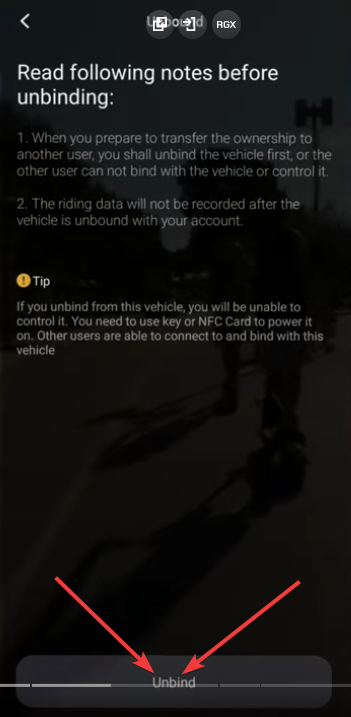 Unbound
RGX
Read following notes before
unbinding:
1. When you prepare to transfer the ownership to
another user, you shall unbind the vehicle first, or the
other user can not bind with the vehicle or control it.
2. The riding data will not be recorded after the
vehicle is unbound with your account.
Tip
If you unbind from this vehicle, you will be unable to
control it. You need to use key or NFC Card to power it
on. Other users are able to connect to and bind with this
vehicle
Unbind